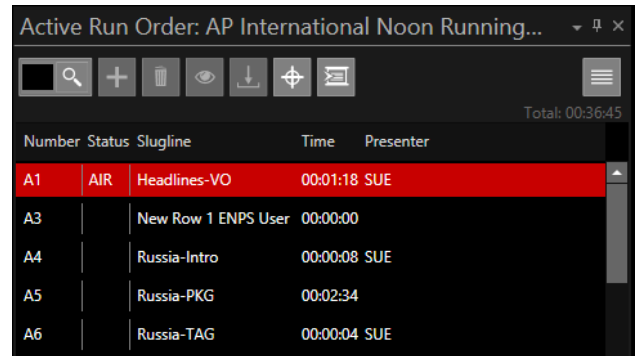 Active Run Order: AP International Noon Running...
Total: 00:36:45
Number Status Slugline Time Presenter
A1 AIR Headlines-VO 00:01:18 SUE
A3 New Row 1 ENPS User 00:00:00
A4 Russia-Intro 00:00:08 SUE
A5 Russia-PKG 00:02:34
A6 Russia-TAG 00:00:04 SUE